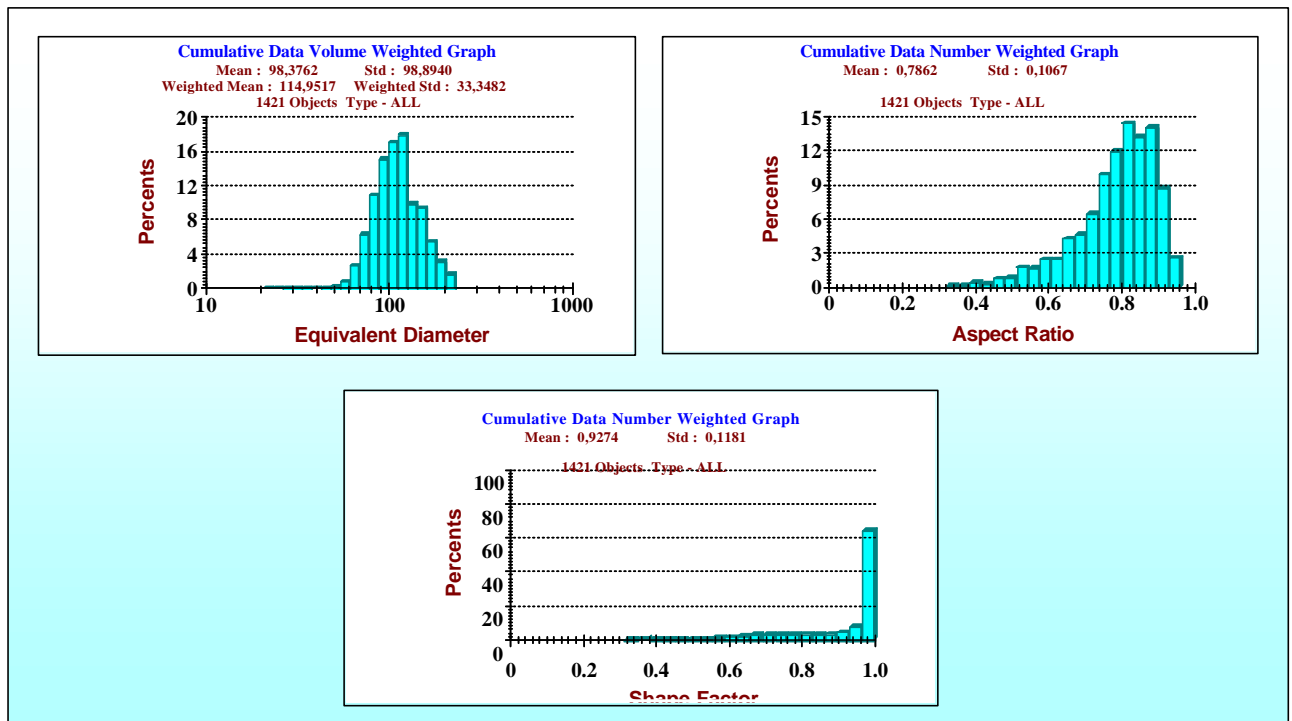 Cumulative Data Volume Weighted Graph
Mean : 98,3762 Std : 98,8940
Weighted Mean : 114,9517 Weighted Std : 33,3482
1421 Objects Type - ALL
20
16
12
8
4
0
Percents
10 100 1000
Equivalent Diameter
Cumulative Data Number Weighted Graph
Mean : 0,7862 Std : 0,1067
1421 Objects Type - ALL
15
12
9
6
3
0
Percents
0 0.2 0.4 0.6 0.8 1.0
Aspect Ratio
Cumulative Data Number Weighted Graph
Mean : 0,9274 Std : 0,1181
1421 Objects Type - ALL
100
80
60
40
20
0
Percents
0 0.2 0.4 0.6 0.8 1.0
Shape Factor